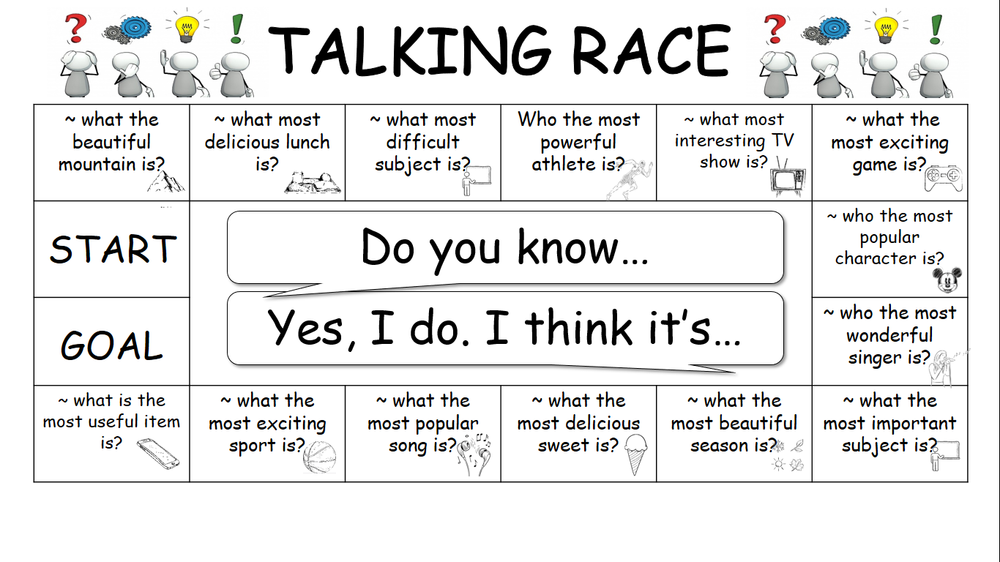 TALKING RACE
~ what the
beautiful
mountain is?
~ what most
delicious lunch
is?
~ what most
difficult
subject is?
Who the most
powerful
athlete is?
~ what most
interesting TV
show is?
~ what the
most exciting
game is?
START
Do you know…
~ who the most
popular
character is?
GOAL
Yes, I do. I think it's…
~ who the most
wonderful
singer is?
~ what is the
most useful item
is?
~ what the
most exciting
sport is?
~ what the
most popular
song is?
~ what the
most delicious
sweet is?
~ what the
most beautiful
season is?
~ what the
most important
subject is?